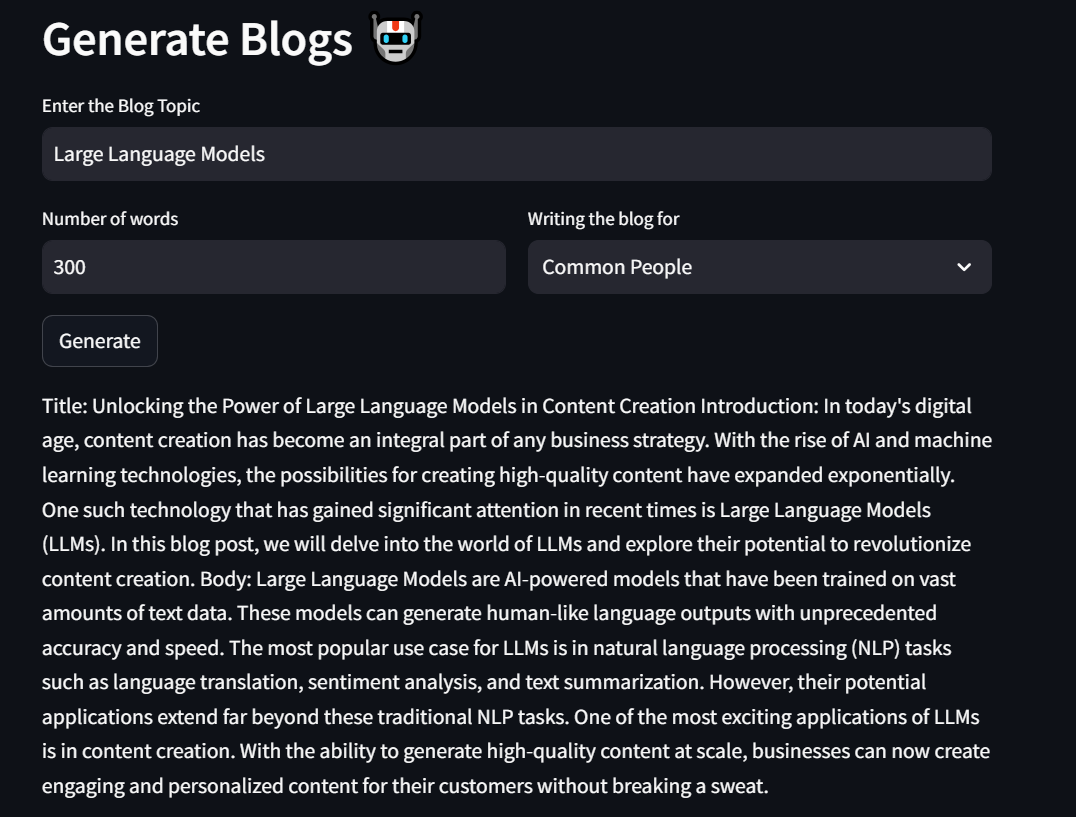 Generate Blogs
Enter the Blog Topic
Large Language Models
Number of words
Writing the blog for
300
Common People
Generate
Title: Unlocking the Power of Large Language Models in Content Creation Introduction: In today's digital
age, content creation has become an integral part of any business strategy. With the rise of AI and machine
learning technologies, the possibilities for creating high-quality content have expanded exponentially.
One such technology that has gained significant attention in recent times is Large Language Models
(LLMs). In this blog post, we will delve into the world of LLMs and explore their potential to revolutionize
content creation. Body: Large Language Models are AI-powered models that have been trained on vast
amounts of text data. These models can generate human-like language outputs with unprecedented
accuracy and speed. The most popular use case for LLMs is in natural language processing (NLP) tasks
such as language translation, sentiment analysis, and text summarization. However, their potential
applications extend far beyond these traditional NLP tasks. One of the most exciting applications of LLMs
is in content creation. With the ability to generate high-quality content at scale, businesses can now create
engaging and personalized content for their customers without breaking a sweat.